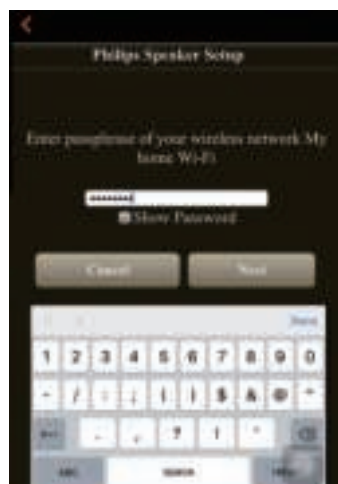 Philips Speaker Setup
Enter passphrase of your wireless network My
home Wi-Fi
Show Password
Cancel
Next
1 2 3 4 5 6 7 8 9 0
- / : ; ( ) $ & @ "
. , ? ! '
ABC space